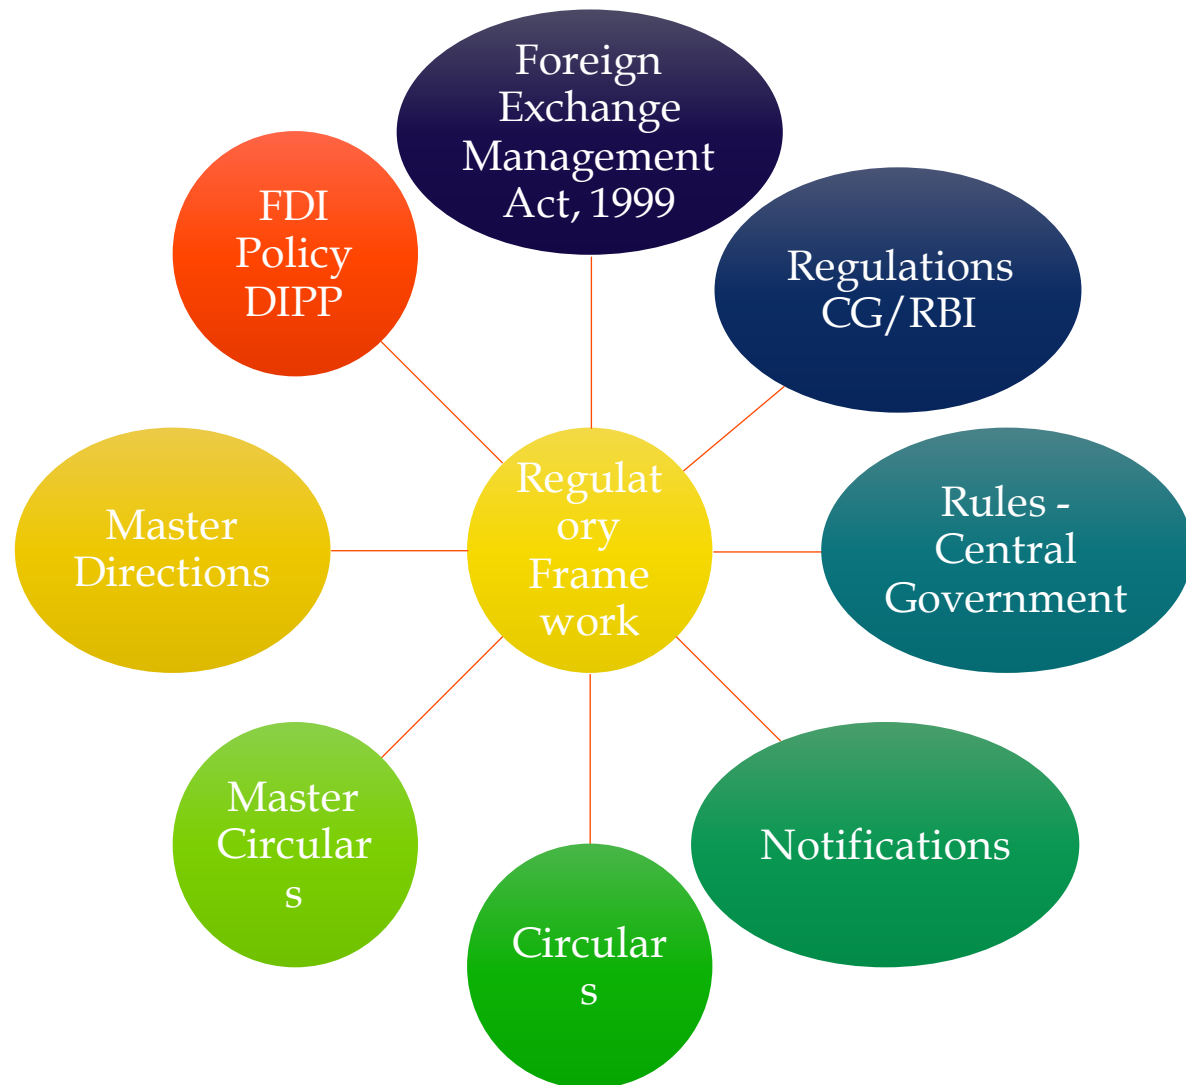 Foreign
Exchange
Management
Act, 1999
FDI
Policy
DIPP
Regulations
CG/RBI
Regulat
ory
Frame
work
Master
Directions
Rules -
Central
Government
Master
Circular
s
Notifications
Circular
s